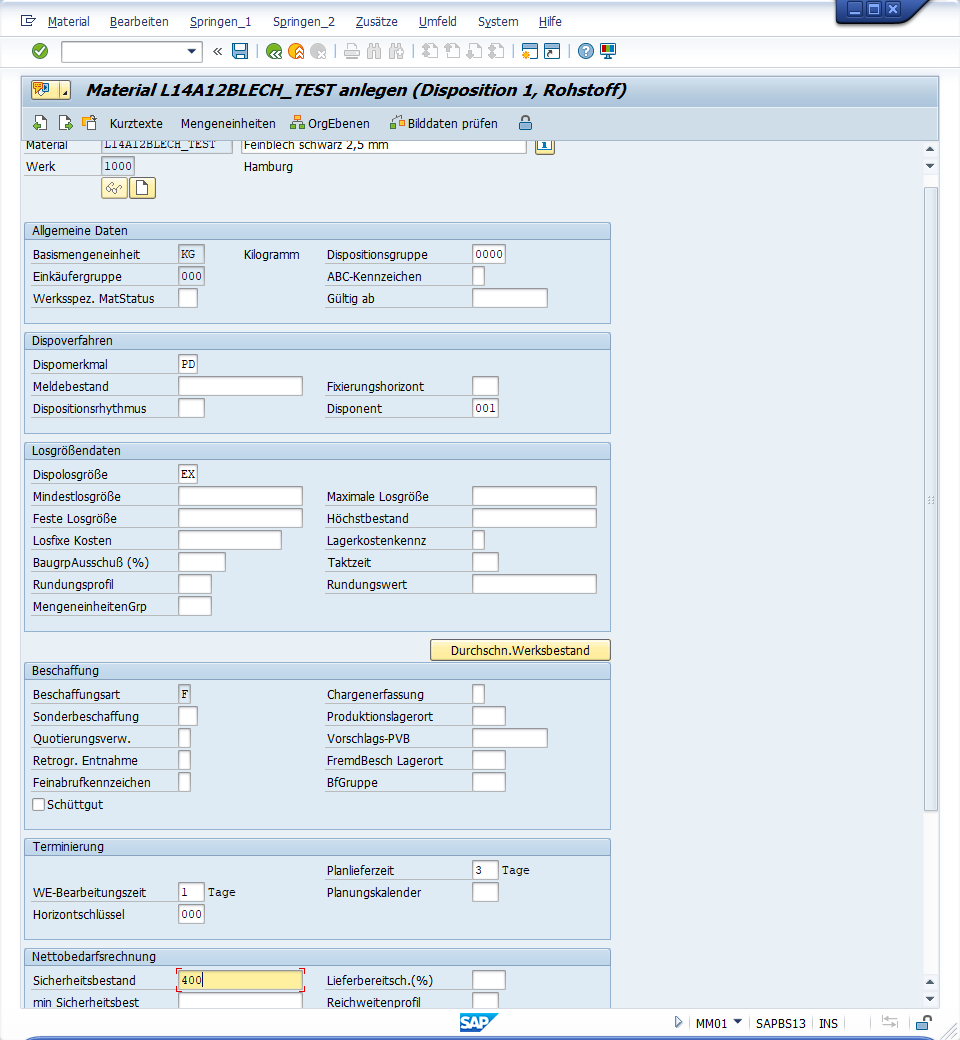 Material Bearbeiten Springen_1 Springen_2 Zusätze Umfeld System Hilfe
Material L14A12BLECH_TEST anlegen (Disposition 1, Rohstoff)
Kurztexte Mengeneinheiten OrgEbenen Bilddaten prüfen
Material L14A12BLECH_TEST Feinblech schwarz 2,5 mm
Werk 1000 Hamburg
Allgemeine Daten
Basismengeneinheit KG Kilogramm Dispositionsgruppe 0000
Einkäufergruppe 000 ABC-Kennzeichen
Werksspez. MatStatus Gültig ab
Dispoverfahren
Dispomerkmal PD
Meldebestand Fixierungshorizont
Dispositionsrhythmus Disponent 001
Losgrößendaten
Dispolosgröße EX
Mindestlosgröße Maximale Losgröße
Feste Losgröße Höchstbestand
Losfixe Kosten Lagerkostenkennz
BaugrpAusschuß (%) Taktzeit
Rundungsprofil Rundungswert
MengeneinheitenGrp
Durchschn.Werksbestand
Beschaffung
Beschaffungsart F Chargenerfassung
Sonderbeschaffung Produktionslagerort
Quotierungsverw. Vorschlags-PVB
Retrogr. Entnahme FremdBesch Lagerort
Feinabrufkennzeichen BfGruppe
Schüttgut
Terminierung
Planlieferzeit 3 Tage
WE-Bearbeitungszeit 1 Tage Planungskalender
Horizontschlüssel 000
Nettobedarfsrechnung
Sicherheitsbestand 400 Lieferbereitsch.(%)
min Sicherheitsbest Reichweitenprofil
SAP MM01 SAPBS13 INS